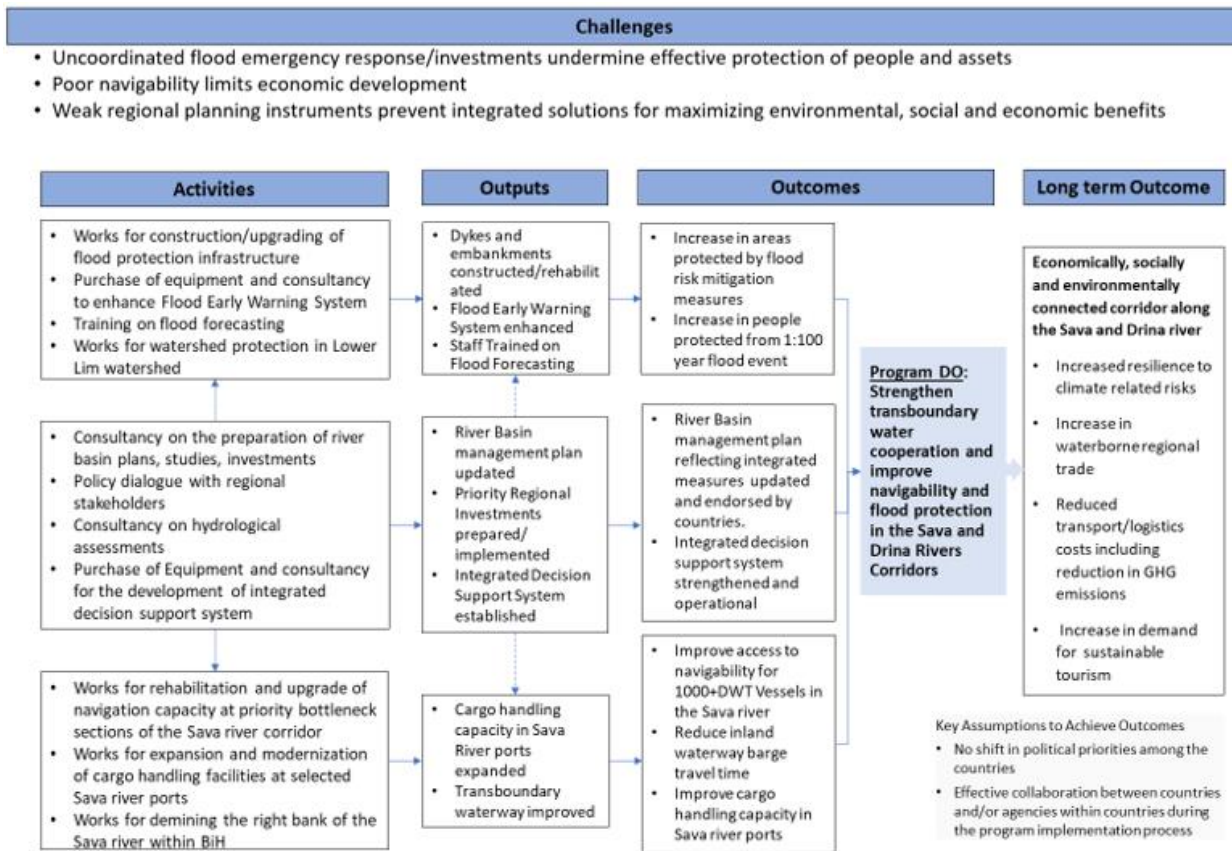 Challenges
• Uncoordinated flood emergency response/investments undermine effective protection of people and assets
• Poor navigability limits economic development
• Weak regional planning instruments prevent integrated solutions for maximizing environmental, social and economic benefits
Activities
• Works for construction/upgrading of
flood protection infrastructure
• Purchase of equipment and consultancy
to enhance Flood Early Warning System
• Training on flood forecasting
• Works for watershed protection in Lower
Lim watershed
• Consultancy on the preparation of river
basin plans, studies, investments
• Policy dialogue with regional
stakeholders
• Consultancy on hydrological
assessments
• Purchase of Equipment and consultancy
for the development of integrated
decision support system
• Works for rehabilitation and upgrade of
navigation capacity at priority bottleneck
sections of the Sava river corridor
• Works for expansion and modernization
of cargo handling facilities at selected
Sava river ports
• Works for demining the right bank of the
Sava river within BiH
Outputs
• Dykes and
embankments
constructed/rehabilit
ated
• Flood Early Warning
System enhanced
• Staff Trained on
Flood Forecasting
• River Basin
management plan
updated
• Priority Regional
Investments
prepared/
implemented
• Integrated Decision
Support System
established
• Cargo handling
capacity in Sava
River ports
expanded
• Transboundary
waterway improved
Outcomes
• Increase in areas
protected by flood
risk mitigation
measures
• Increase in people
protected from 1:100
year flood event
• River Basin
management plan
reflecting integrated
measures updated
and endorsed by
countries.
• Integrated decision
support system
strengthened and
operational
• Improve access to
navigability for
1000+DWT Vessels in
the Sava river
• Reduce inland
waterway barge
travel time
• Improve cargo
handling capacity in
Sava river ports
Program DO:
Strengthen
transboundary
water
cooperation and
improve
navigability and
flood protection
in the Sava and
Drina Rivers
Corridors
Long term Outcome
Economically, socially
and environmentally
connected corridor along
the Sava and Drina river
• Increased resilience to
climate related risks
• Increase in
waterborne regional
trade
• Reduced
transport/logistics
costs including
reduction in GHG
emissions
• Increase in demand
for sustainable
tourism
Key Assumptions to Achieve Outcomes
• No shift in political priorities among the
countries
• Effective collaboration between countries
and/or agencies within countries during
the program implementation process